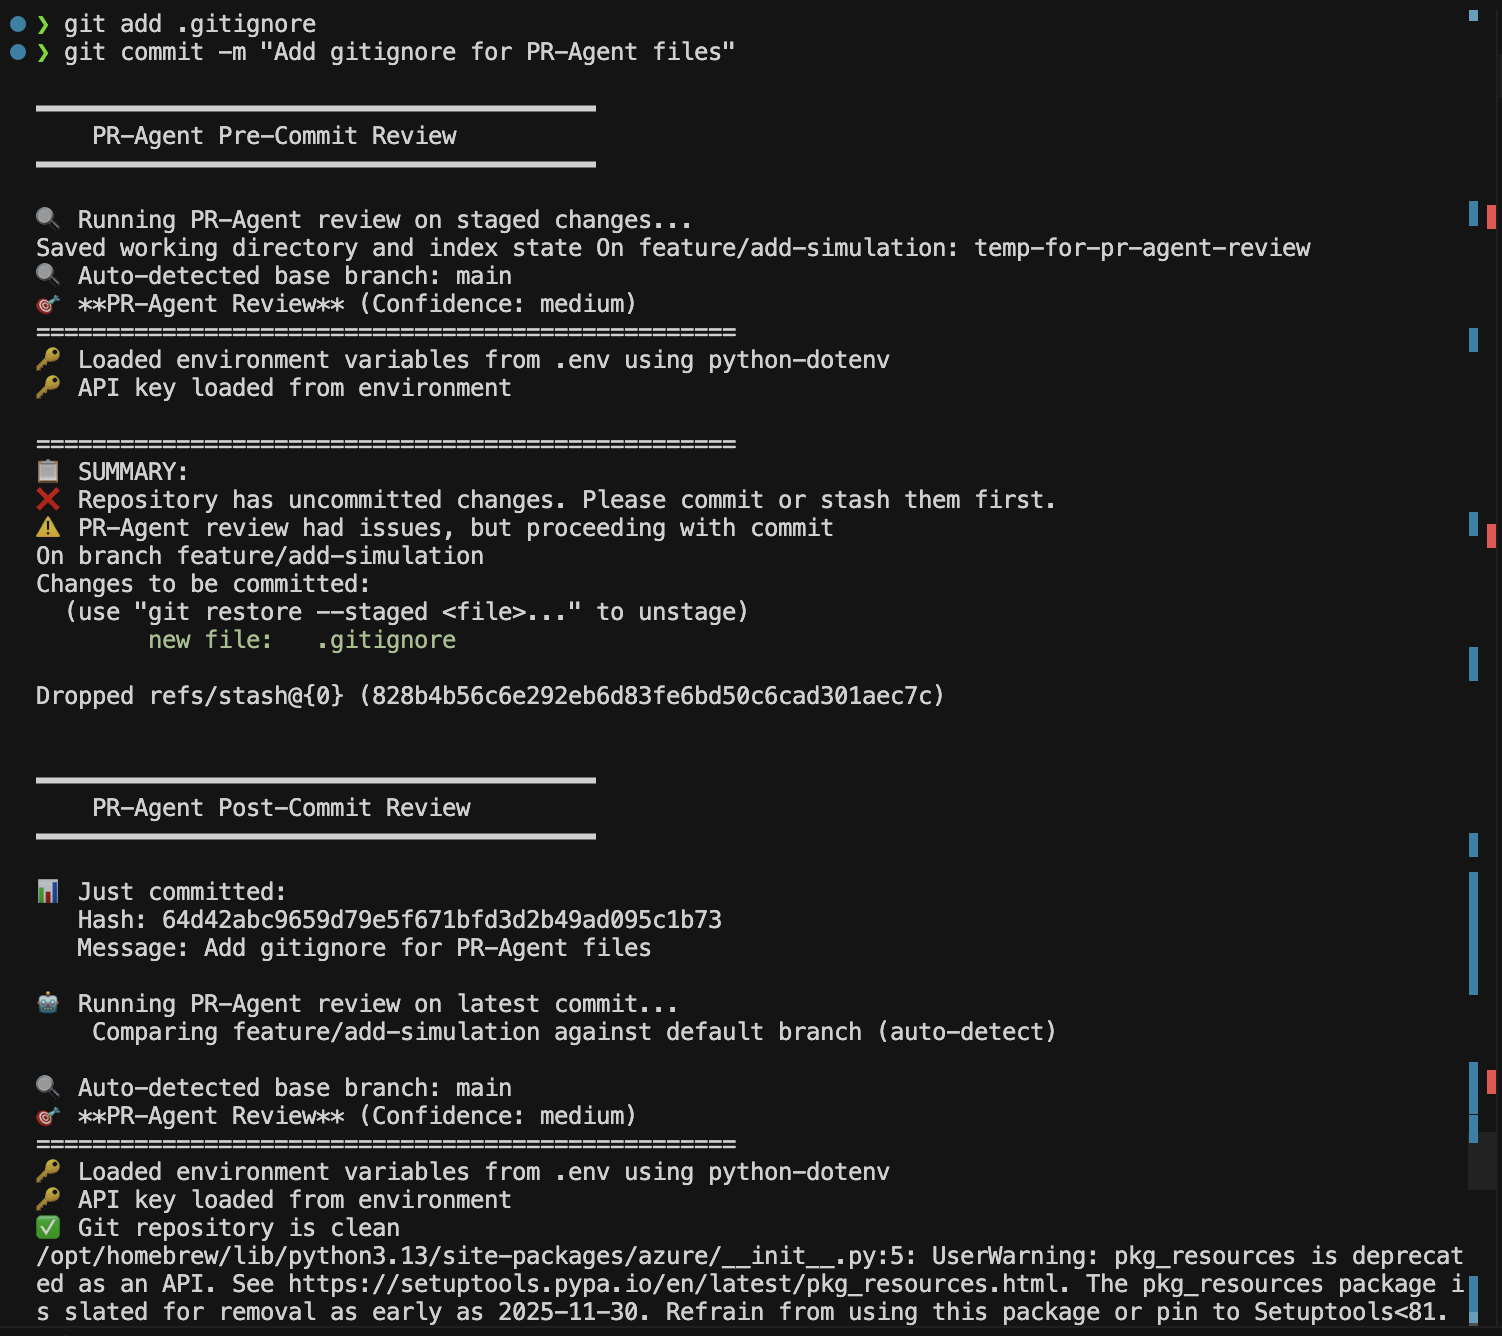 ❯ git add .gitignore
❯ git commit -m "Add gitignore for PR-Agent files"
PR-Agent Pre-Commit Review
🔍 Running PR-Agent review on staged changes...
Saved working directory and index state On feature/add-simulation: temp-for-pr-agent-review
🔍 Auto-detected base branch: main
🎯 **PR-Agent Review** (Confidence: medium)
==================================================
🔑 Loaded environment variables from .env using python-dotenv
🔑 API key loaded from environment
==================================================
📋 SUMMARY:
❌ Repository has uncommitted changes. Please commit or stash them first.
⚠️ PR-Agent review had issues, but proceeding with commit
On branch feature/add-simulation
Changes to be committed:
(use "git restore --staged <file>..." to unstage)
new file:   .gitignore
Dropped refs/stash@{0} (828b4b56c6e292eb6d83fe6bd50c6cad301aec7c)
PR-Agent Post-Commit Review
📊 Just committed:
Hash: 64d42abc9659d79e5f671bfd3d2b49ad095c1b73
Message: Add gitignore for PR-Agent files
🤖 Running PR-Agent review on latest commit...
Comparing feature/add-simulation against default branch (auto-detect)
🔍 Auto-detected base branch: main
🎯 **PR-Agent Review** (Confidence: medium)
==================================================
🔑 Loaded environment variables from .env using python-dotenv
🔑 API key loaded from environment
✅ Git repository is clean
/opt/homebrew/lib/python3.13/site-packages/azure/__init__.py:5: UserWarning: pkg_resources is deprecat
ed as an API. See https://setuptools.pypa.io/en/latest/pkg_resources.html. The pkg_resources package i
s slated for removal as early as 2025-11-30. Refrain from using this package or pin to Setuptools<81.